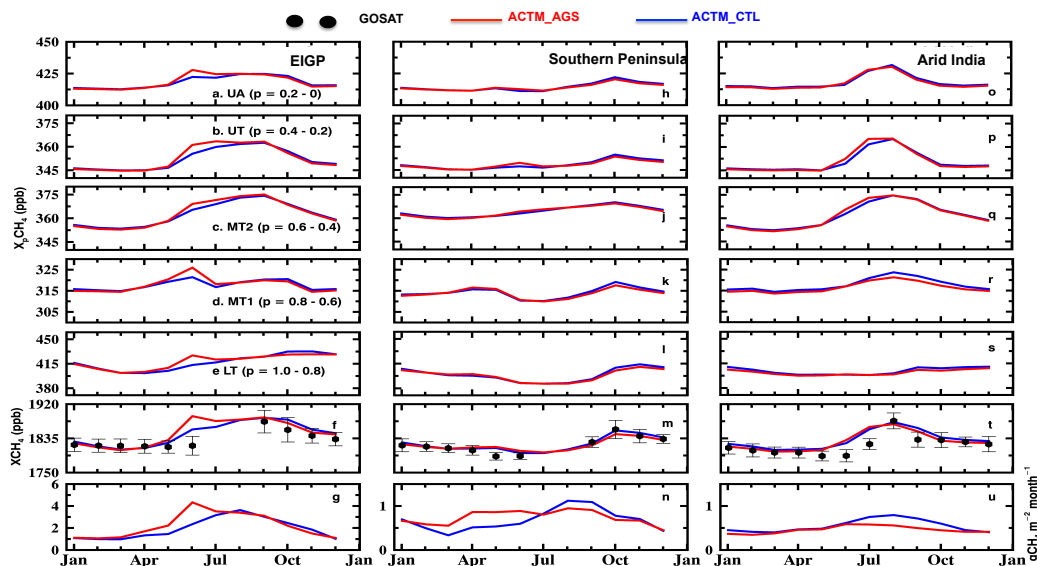 GOSAT ACTM_AGS ACTM_CTL
450 EIGP Southern Peninsula Arid India
425
400 a. UA (p = 0.2 - 0) h o
375 b. UT (p = 0.4 - 0.2) i p
360
345
375
360 c. MT2 (p = 0.6 - 0.4) j q
345
XpCH4 (ppb)
325
315 d. MT1 (p = 0.8 - 0.6) k r
305
450
415 e LT (p = 1.0 - 0.8) l s
380
1920
1835 f m t
1750
XCH4 (ppb)
6 g n u
4
2 1 1
0 0 0
Jan Apr Jul Oct Jan Jan Apr Jul Oct Jan Jan Apr Jul Oct Jan